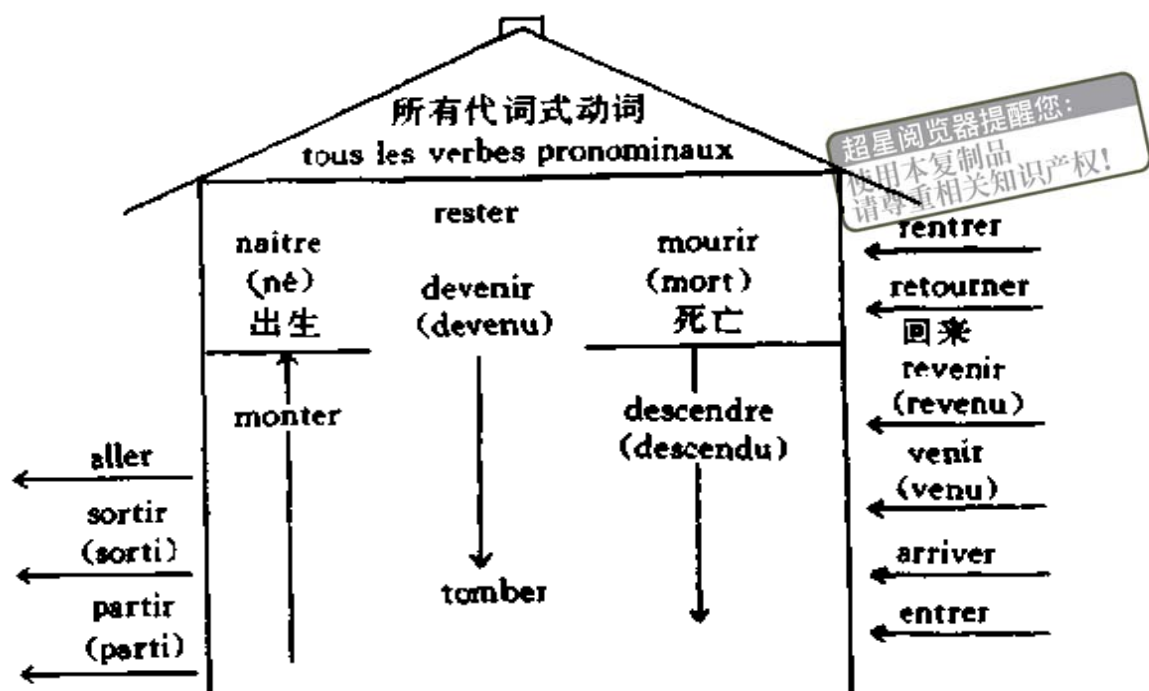 所有代词式动词
tous les verbes pronominaux
超星阅览器提醒您：
使用本复制品
请尊重相关知识产权！
rester
naitre
(né)
出生
devenir
(devenu)
mourir
(mort)
死亡
monter
descendre
(descendu)
tomber
aller
sortir
(sorti)
partir
(parti)
rentrer
retourner
回来
revenir
(revenu)
venir
(venu)
arriver
entrer